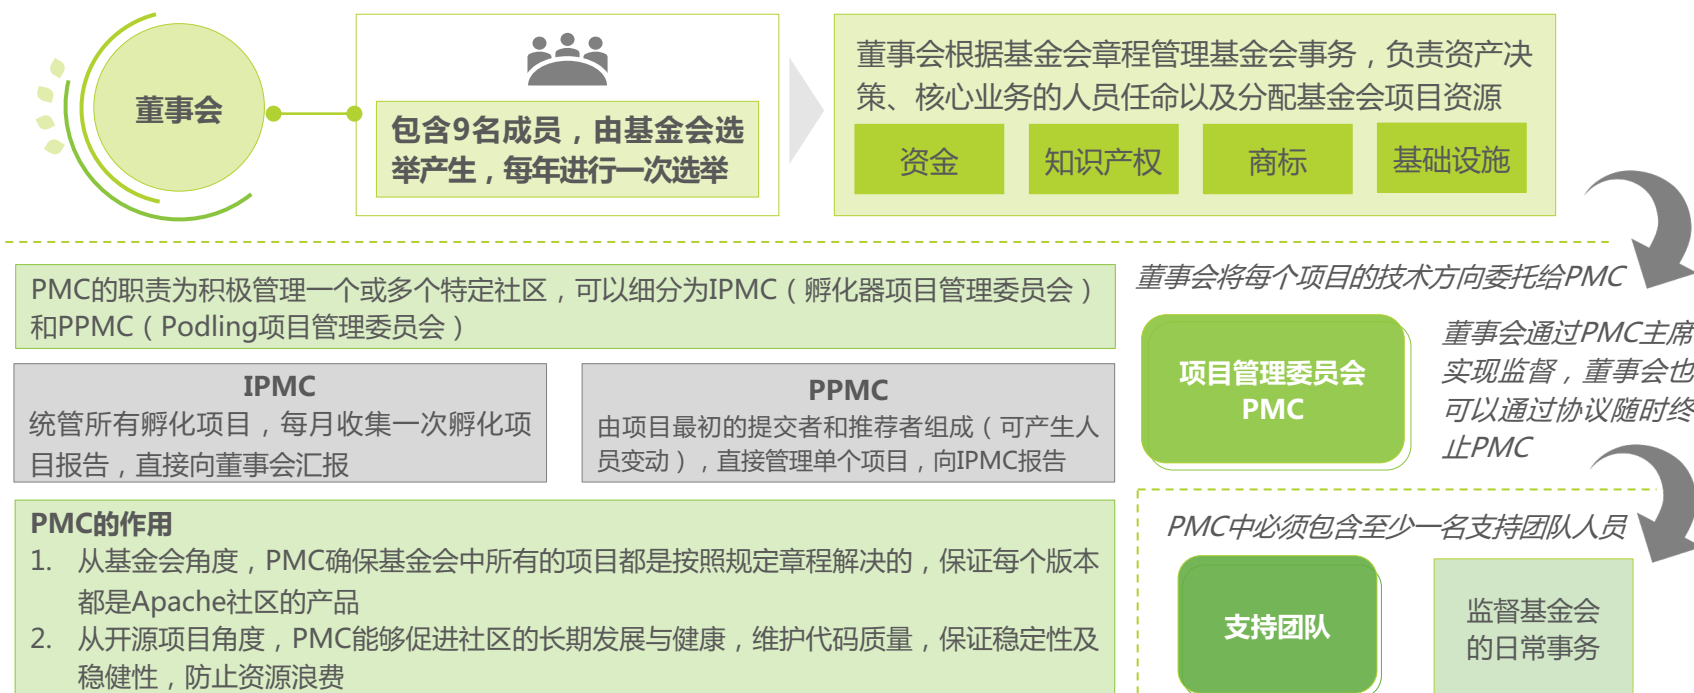 董事会
包含9名成员，由基金会选
举产生，每年进行一次选举
董事会根据基金会章程管理基金会事务，负责资产决
策、核心业务的人员任命以及分配基金会项目资源
资金
知识产权
商标
基础设施
PMC的职责为积极管理一个或多个特定社区，可以细分为IPMC（孵化器项目管理委员会）
和PPMC（Podling项目管理委员会）
IPMC
统管所有孵化项目，每月收集一次孵化项
目报告，直接向董事会汇报
PPMC
由项目最初的提交者和推荐者组成（可产生人
员变动），直接管理单个项目，向IPMC报告
PMC的作用
1. 从基金会角度，PMC确保基金会中所有的项目都是按照规定章程解决的，保证每个版本
都是Apache社区的产品
2. 从开源项目角度，PMC能够促进社区的长期发展与健康，维护代码质量，保证稳定性及
稳健性，防止资源浪费
董事会将每个项目的技术方向委托给PMC
项目管理委员会
PMC
董事会通过PMC主席
实现监督，董事会也
可以通过协议随时终
止PMC
PMC中必须包含至少一名支持团队人员
支持团队
监督基金会
的日常事务